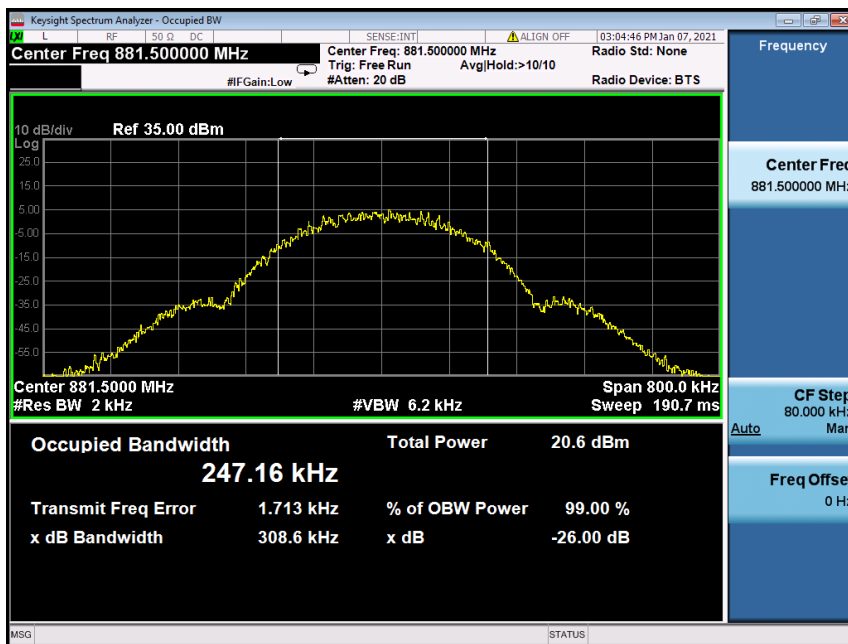 Keysight Spectrum Analyzer - Occupied BW
LXI L RF 50 Ω DC SENSE:INT ALIGN OFF 03:04:46 PM Jan 07, 2021
Center Freq 881.500000 MHz
Center Freq: 881.500000 MHz
Radio Std: None
Trig: Free Run Avg|Hold:>10/10
#IFGain:Low
#Atten: 20 dB
Radio Device: BTS
10 dB/div Ref 35.00 dBm
Log
25.0
15.0
5.00
-5.00
-15.0
-25.0
-35.0
-45.0
-55.0
Center 881.5000 MHz Span 800.0 kHz
#Res BW 2 kHz #VBW 6.2 kHz Sweep 190.7 ms
Occupied Bandwidth Total Power 20.6 dBm
247.16 kHz
Transmit Freq Error 1.713 kHz % of OBW Power 99.00 %
x dB Bandwidth 308.6 kHz x dB -26.00 dB
MSG STATUS
Frequency
Center Freq
881.500000 MHz
CF Step
80.000 kHz
Auto Man
Freq Offset
0 Hz